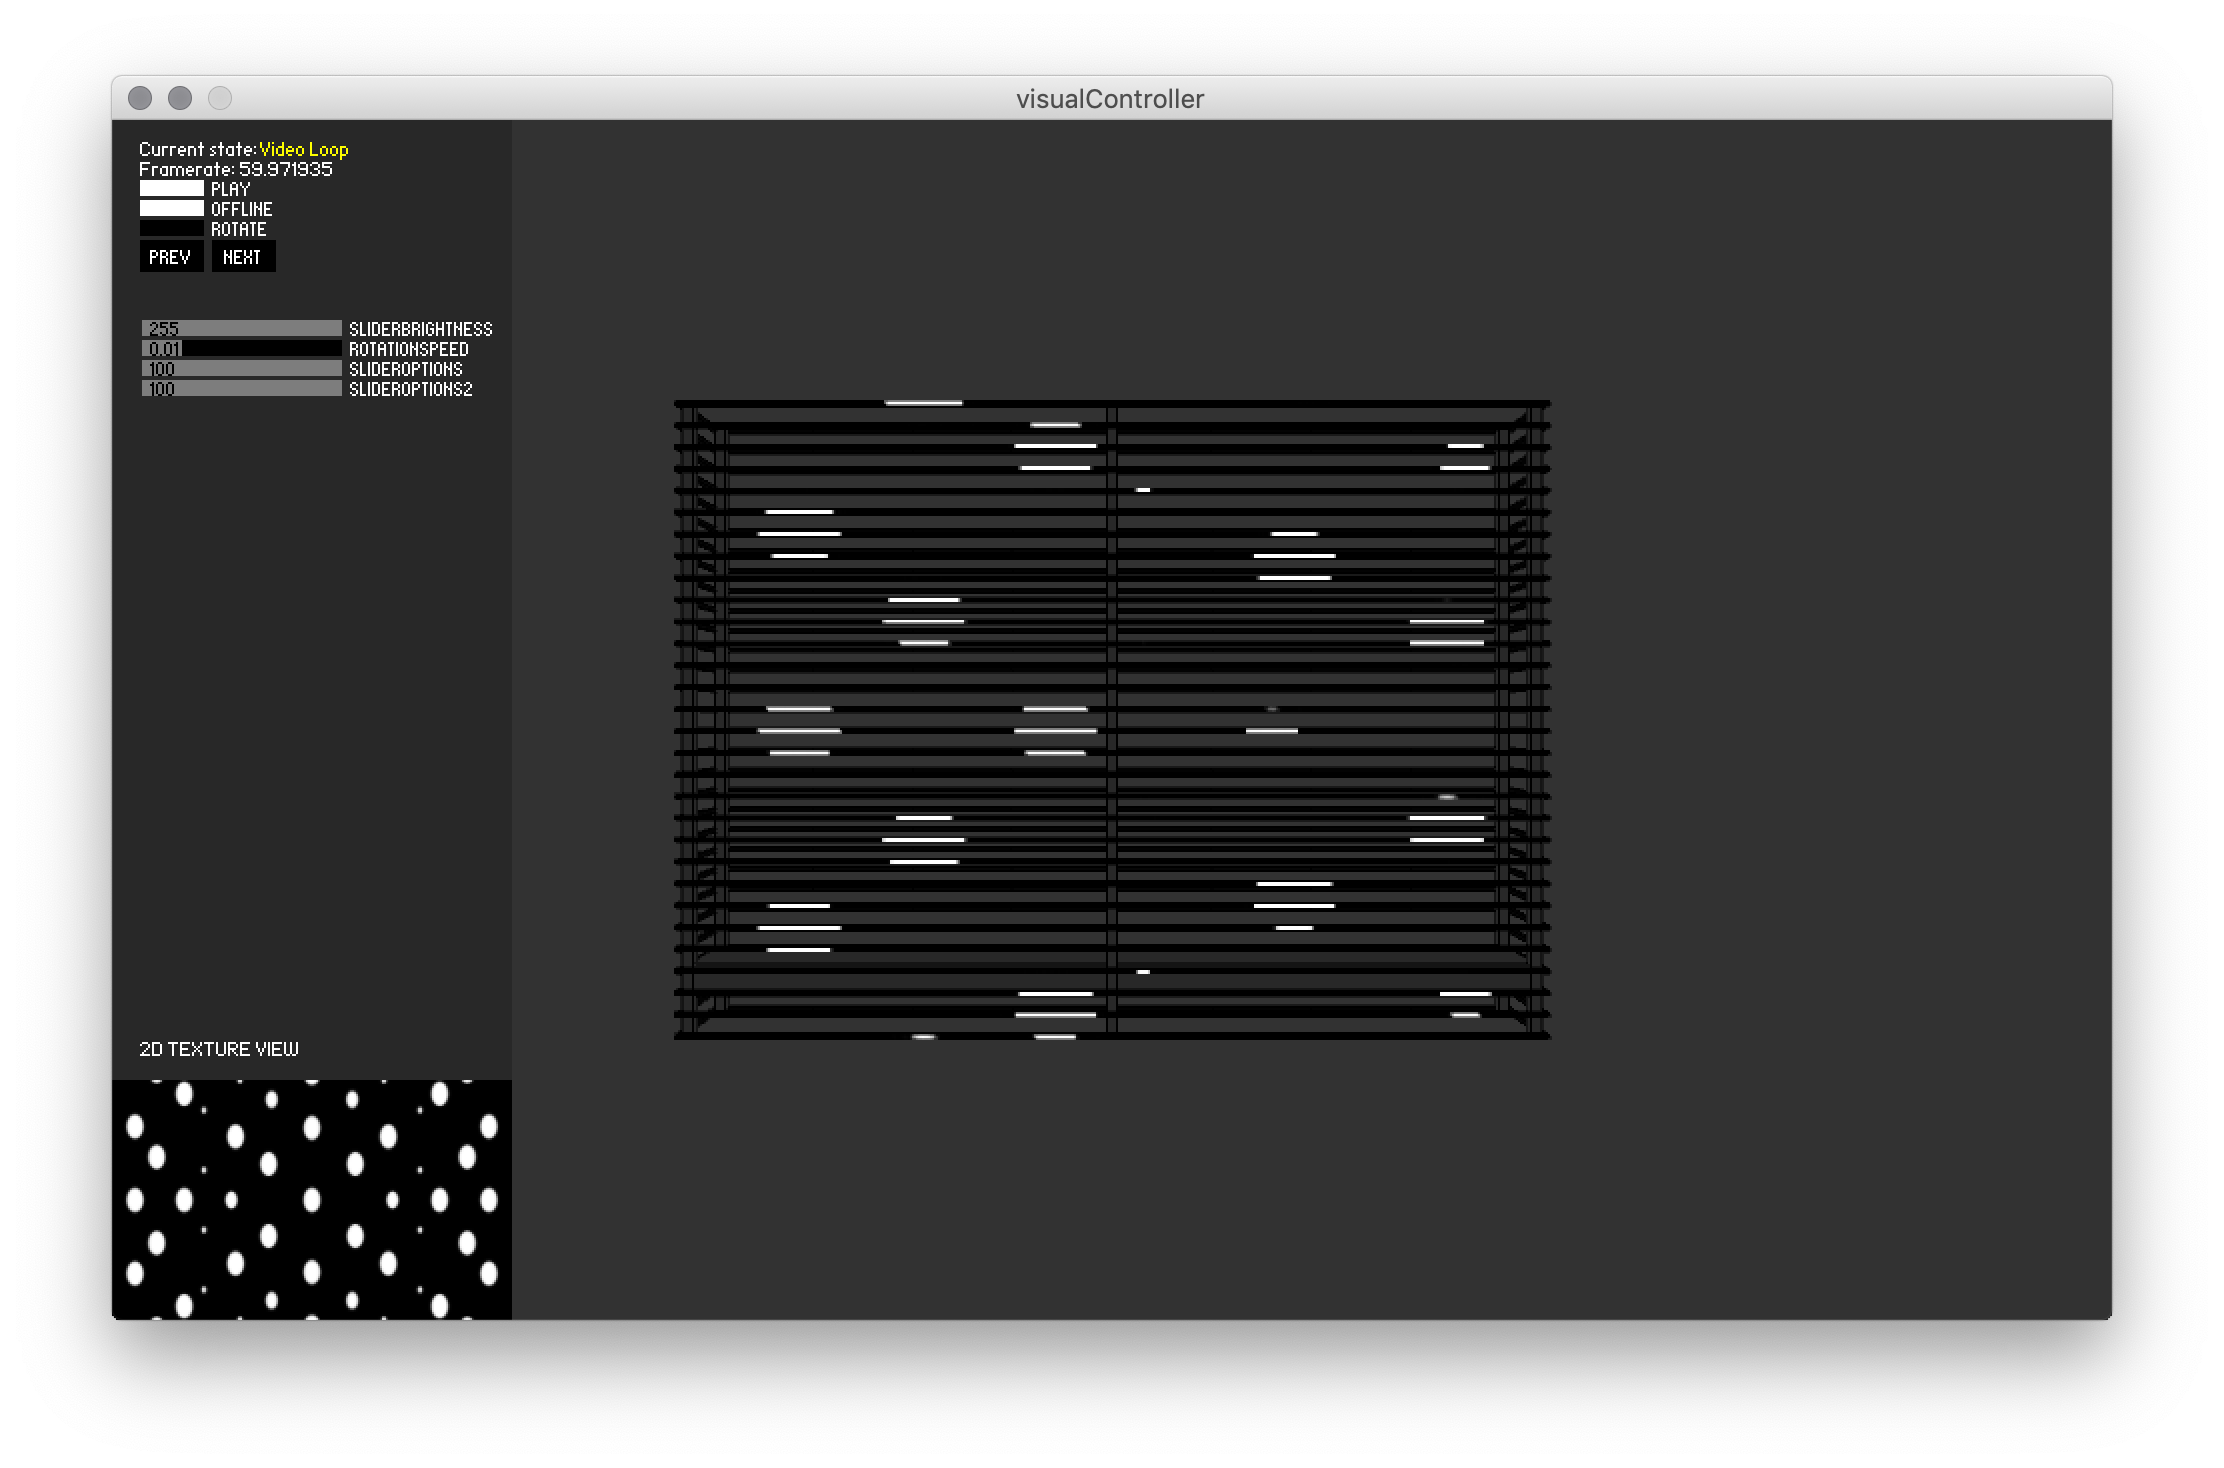 visualController
Current state: Video Loop
Framerate: 59.971935
PLAY
OFFLINE
ROTATE
PREV NEXT
255 SLIDERBRIGHTNESS
0.01 ROTATIONSPEED
100 SLIDEROPTIONS
100 SLIDEROPTIONS2
2D TEXTURE VIEW